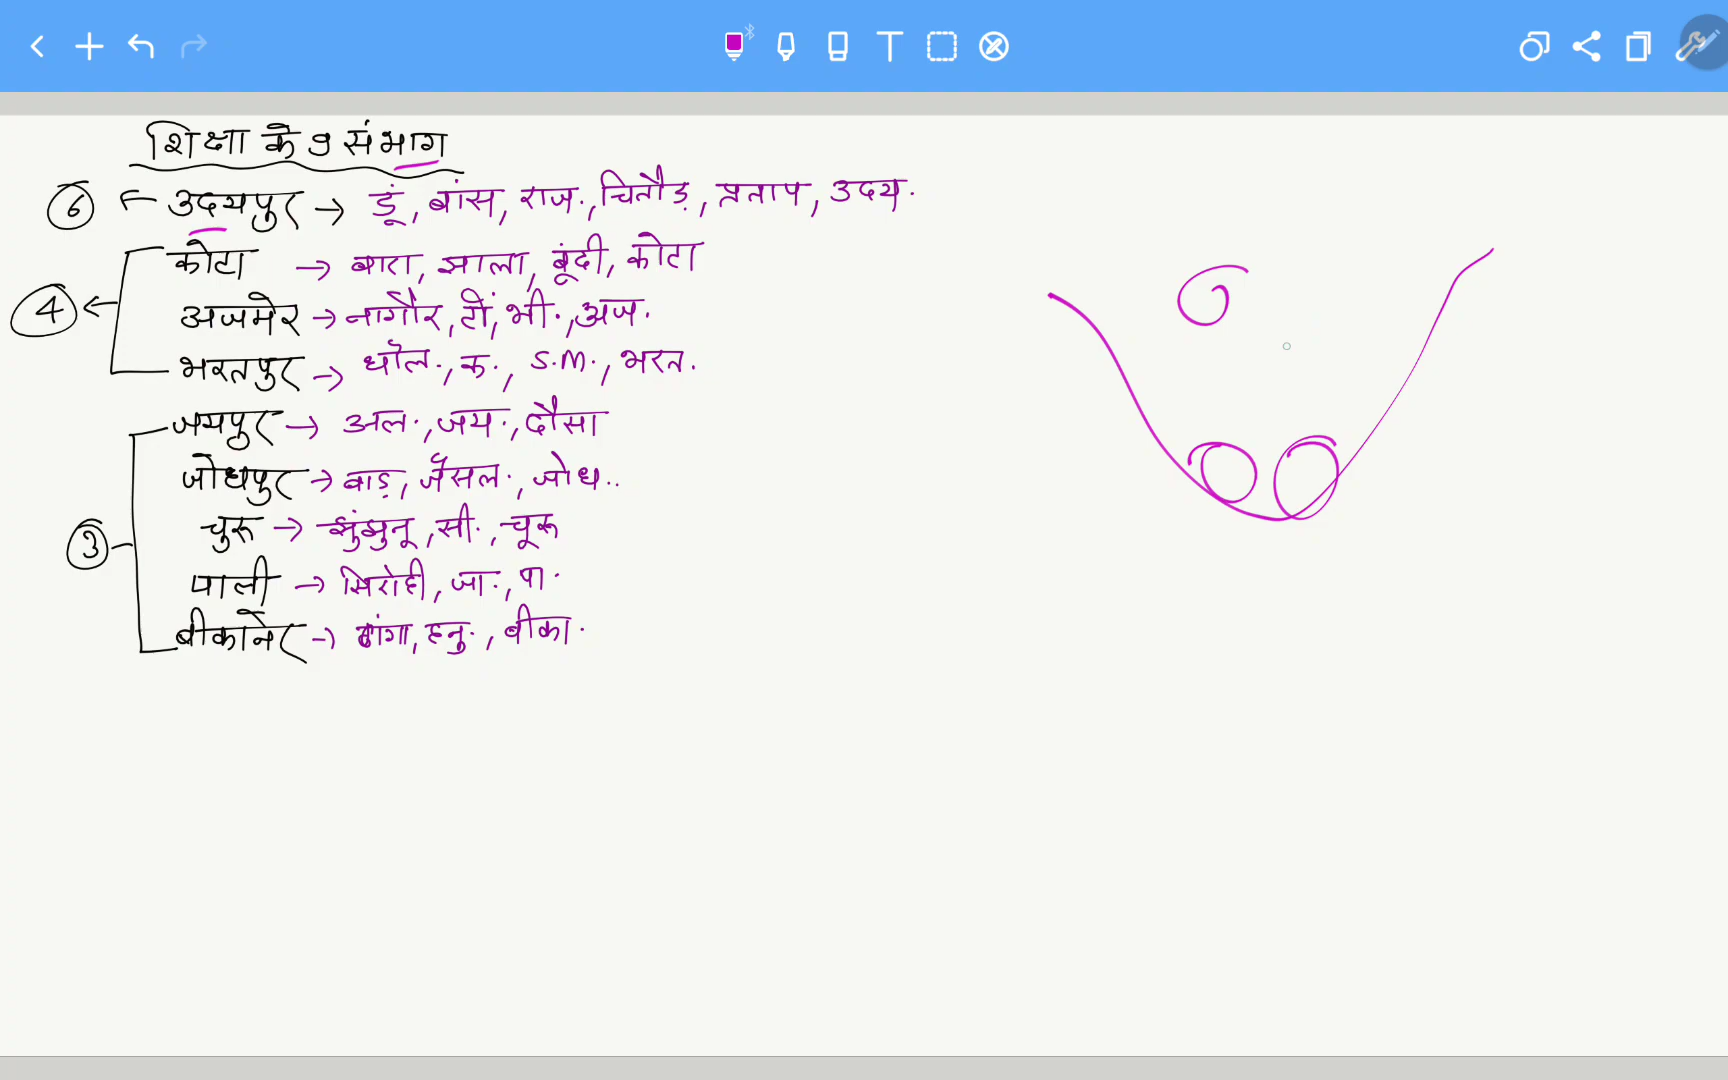 शिक्षा के 9 संभाग
6 उदयपुर → डूं, बांस, राज., चितौड़, प्रताप, उदय.
कोटा → बारा, झाला, बूंदी, कोटा
4 ← अजमेर → नागौर, टों, भी., अज.
भरतपुर → धौल., क., S.M., भरत.
जयपुर → अल., जय., दौसा
जोधपुर → बाड़, जैसल., जोध..
3 चुरू → झुंझुनू, सी., चूरू
पाली → सिरोही, जा., पा.
बीकानेर → गंगा, हनु., बीका.